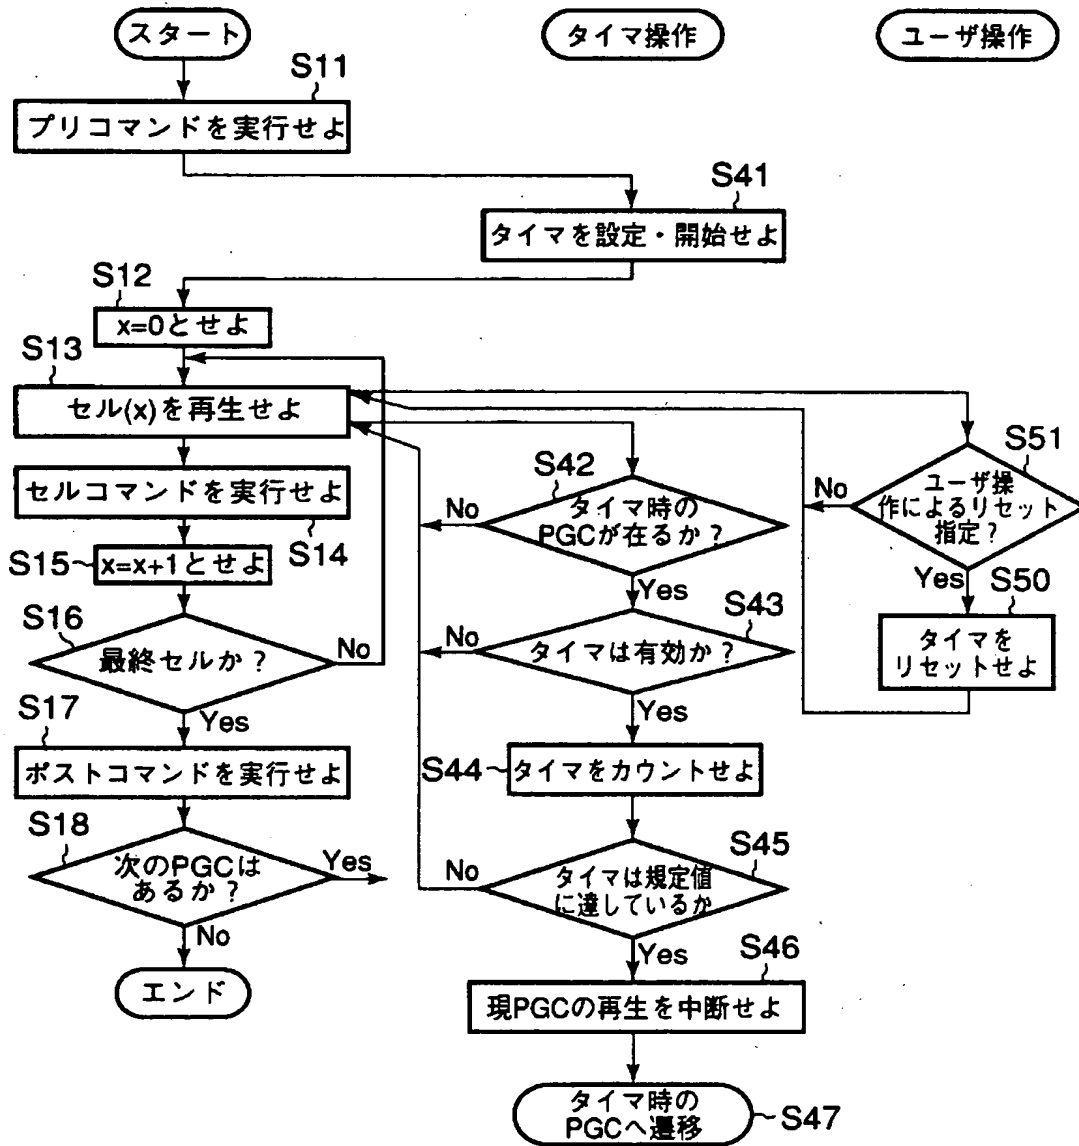 スタート
タイマ操作
ユーザ操作
S11
プリコマンドを実行せよ
S41
タイマを設定・開始せよ
S12
x=0とせよ
S13
セル(x)を再生せよ
セルコマンドを実行せよ
S14
S15
x=x+1とせよ
S16
最終セルか?
No
Yes
S17
ポストコマンドを実行せよ
S18
次のPGCは
あるか?
Yes
No
エンド
S42
タイマ時の
PGCが在るか?
No
Yes
S43
タイマは有効か?
No
Yes
S44
タイマをカウントせよ
S45
タイマは規定値
に達しているか
No
Yes
S46
現PGCの再生を中断せよ
タイマ時の
PGCへ遷移
S47
S51
ユーザ操
作によるリセット
指定?
No
Yes
S50
タイマを
リセットせよ